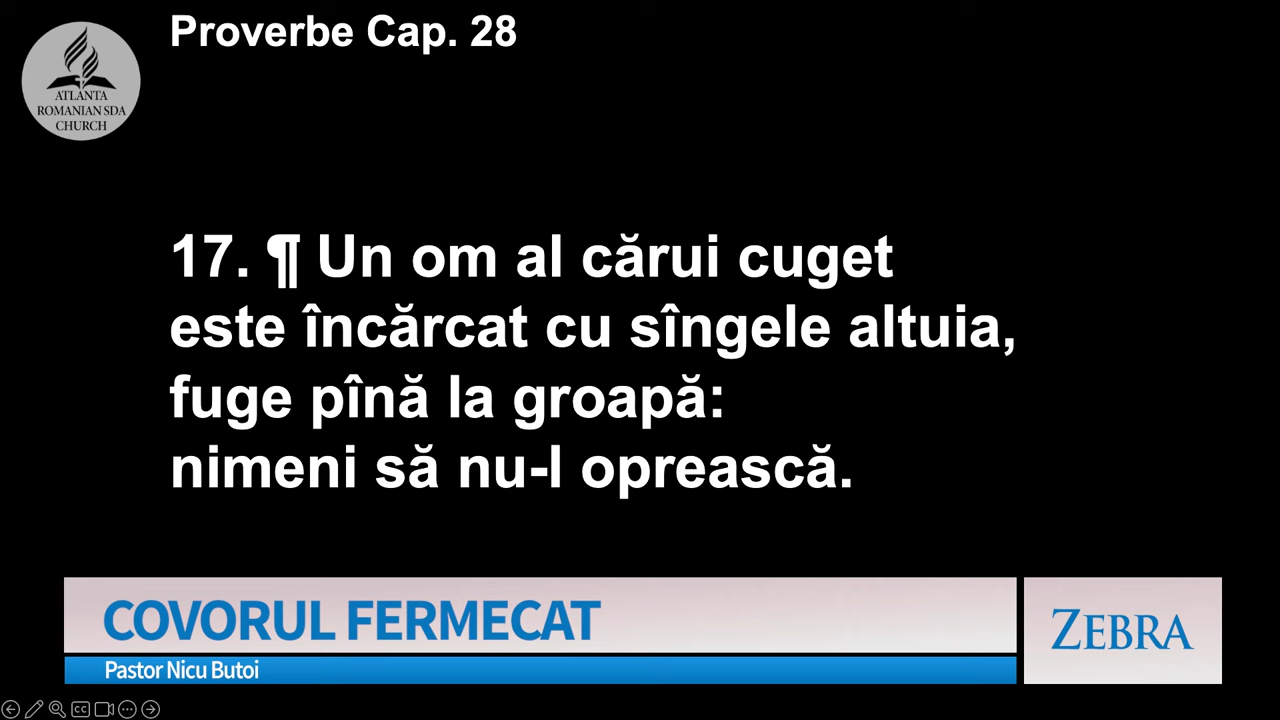 Proverbe Cap. 28
ATLANTA
ROMANIAN SDA
CHURCH
17. ¶ Un om al cărui cuget
este încărcat cu sîngele altuia,
fuge pînă la groapă:
nimeni să nu-l oprească.
COVORUL FERMECAT
Pastor Nicu Butoi
ZEBRA
CC